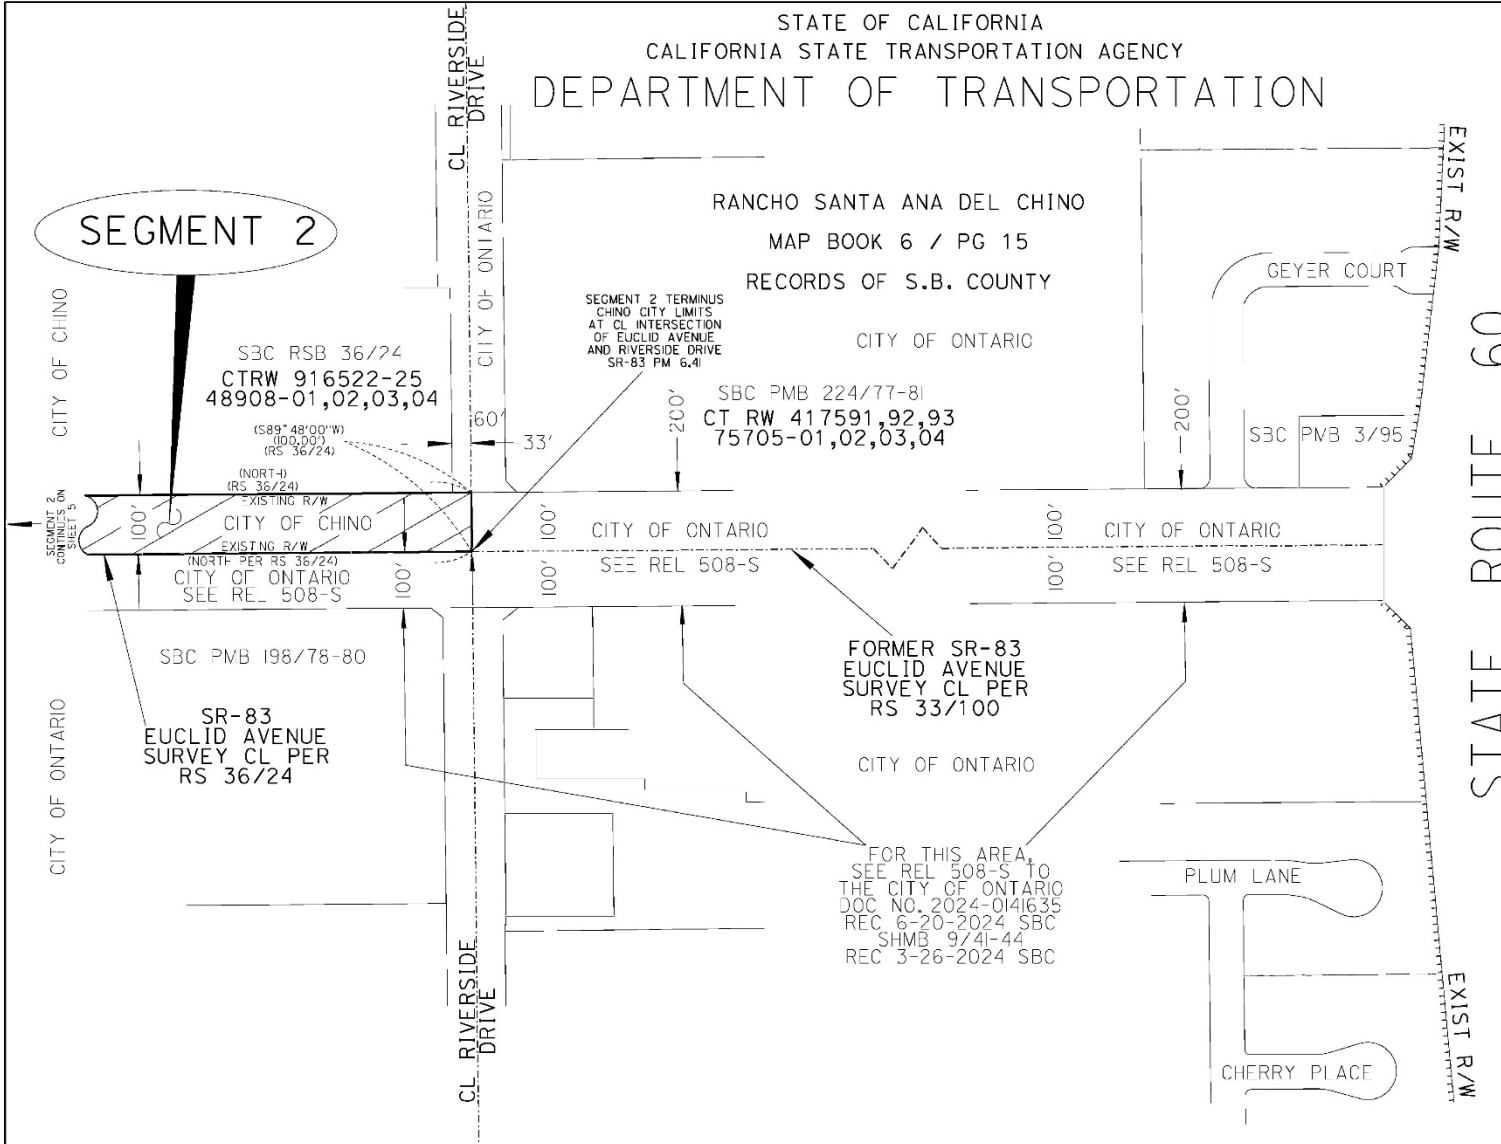 STATE OF CALIFORNIA
CALIFORNIA STATE TRANSPORTATION AGENCY
DEPARTMENT OF TRANSPORTATION
CL RIVERSIDE
DRIVE
EXIST R/W
RANCHO SANTA ANA DEL CHINO
MAP BOOK 6 / PG 15
RECORDS OF S.B. COUNTY
SEGMENT 2
CITY OF CHINO
CITY OF ONTARIO
GEYER COURT
STATE ROUTE 60
SEGMENT 2 TERMINUS
CHINO CITY LIMITS
AT CL INTERSECTION
OF EUCLID AVENUE
AND RIVERSIDE DRIVE
SR-83 PM 6.41
CITY OF ONTARIO
SBC RSB 36/24
CTRW 916522-25
48908-01,02,03,04
SBC PMB 224/77-81
CT RW 417591,92,93
75705-01,02,03,04
200'
200'
SBC PMB 3/95
60'
33'
(S89°48'00"W)
(100.00')
(RS 36/24)
(NORTH)
(RS 36/24)
EXISTING R/W
SEGMENT 2
CONTINUES ON
SHEET 5
100'
CITY OF CHINO
EXISTING R/W
(NORTH PER RS 36/24)
CITY OF ONTARIO
SEE REL 508-S
100'
100'
100'
CITY OF ONTARIO
SEE REL 508-S
100'
100'
CITY OF ONTARIO
SEE REL 508-S
SBC PMB 198/78-80
FORMER SR-83
EUCLID AVENUE
SURVEY CL PER
RS 33/100
SR-83
EUCLID AVENUE
SURVEY CL PER
RS 36/24
CITY OF ONTARIO
CITY OF ONTARIO
FOR THIS AREA,
SEE REL 508-S TO
THE CITY OF ONTARIO
DOC NO. 2024-0141635
REC 6-20-2024 SBC
SHMB 9/41-44
REC 3-26-2024 SBC
PLUM LANE
CHERRY PLACE
CL RIVERSIDE
DRIVE
EXIST R/W